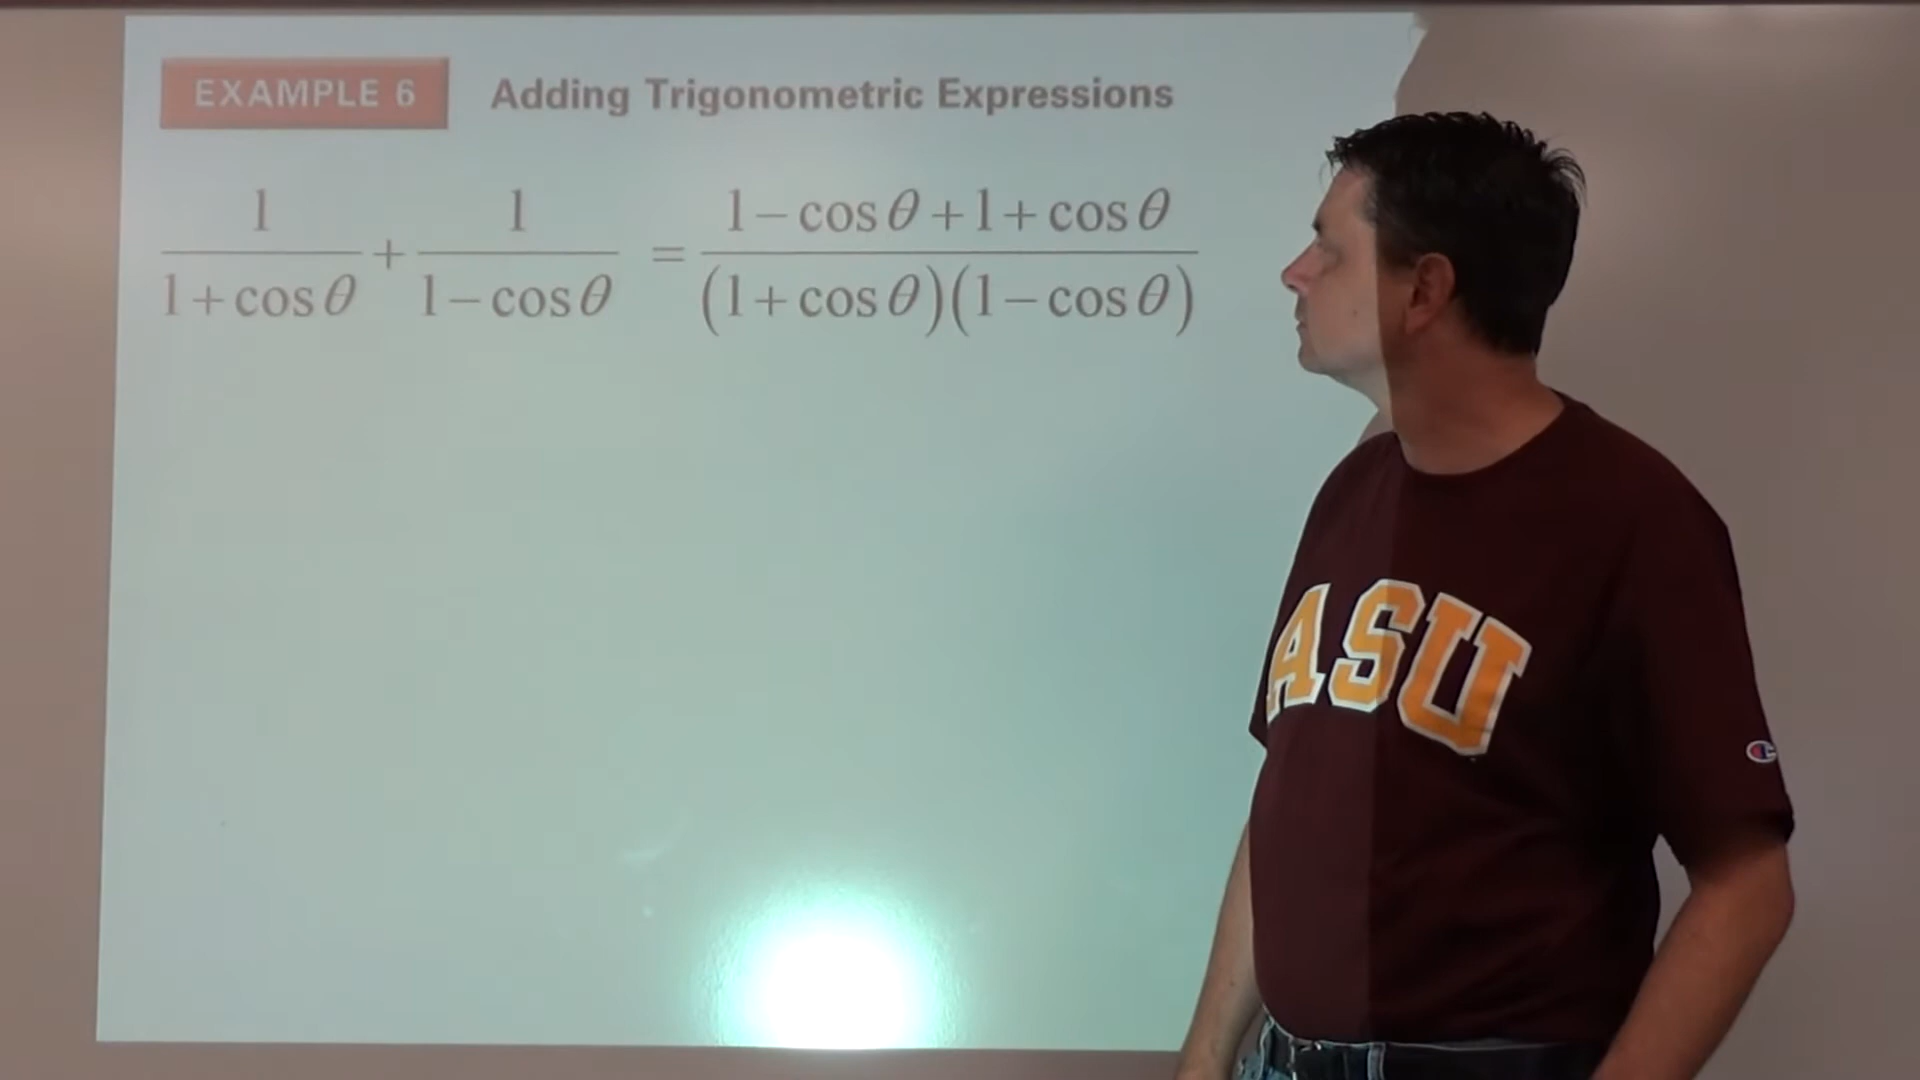 EXAMPLE 6 Adding Trigonometric Expressions
1/(1+cos θ) + 1/(1−cos θ) = (1−cos θ+1+cos θ)/((1+cos θ)(1−cos θ))
ASU